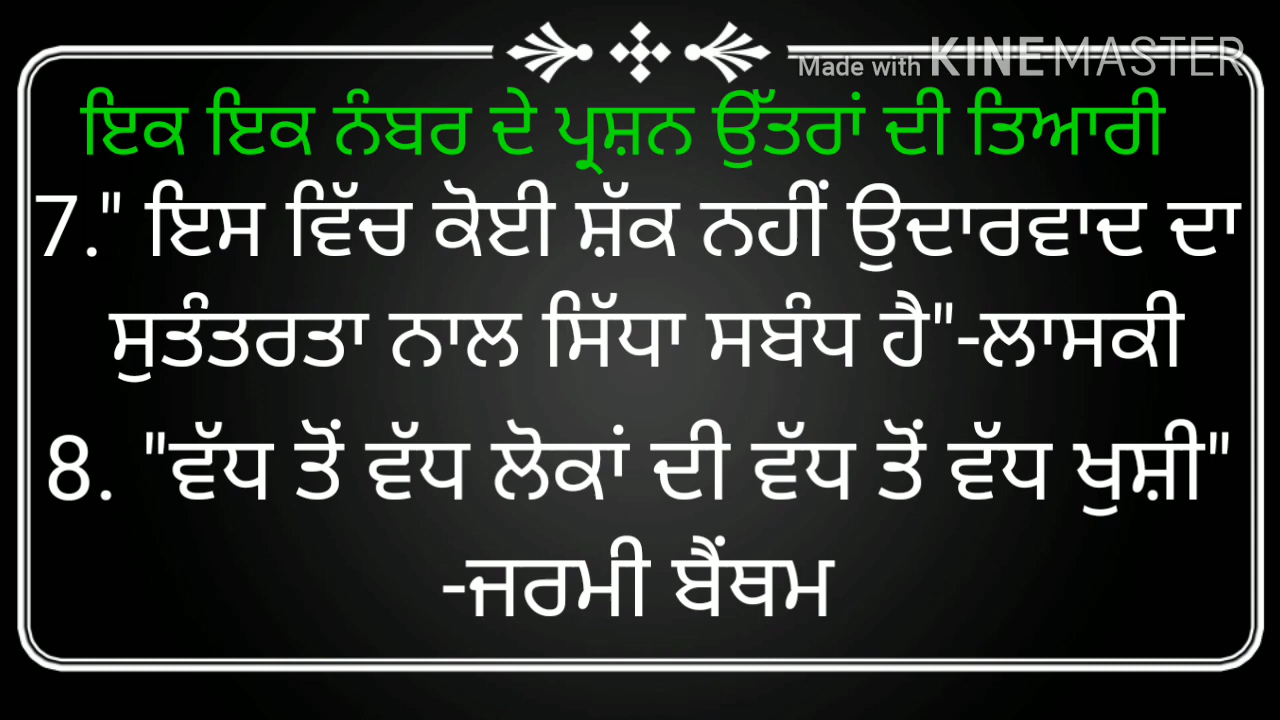 Made with KINEMASTER
ਇਕ ਇਕ ਨੰਬਰ ਦੇ ਪ੍ਰਸ਼ਨ ਉੱਤਰਾਂ ਦੀ ਤਿਆਰੀ
7." ਇਸ ਵਿੱਚ ਕੋਈ ਸ਼ੱਕ ਨਹੀਂ ਉਦਾਰਵਾਦ ਦਾ
ਸੁਤੰਤਰਤਾ ਨਾਲ ਸਿੱਧਾ ਸਬੰਧ ਹੈ"-ਲਾਸਕੀ
8. "ਵੱਧ ਤੋਂ ਵੱਧ ਲੋਕਾਂ ਦੀ ਵੱਧ ਤੋਂ ਵੱਧ ਖੁਸ਼ੀ"
-ਜਰਮੀ ਬੈਂਥਮ